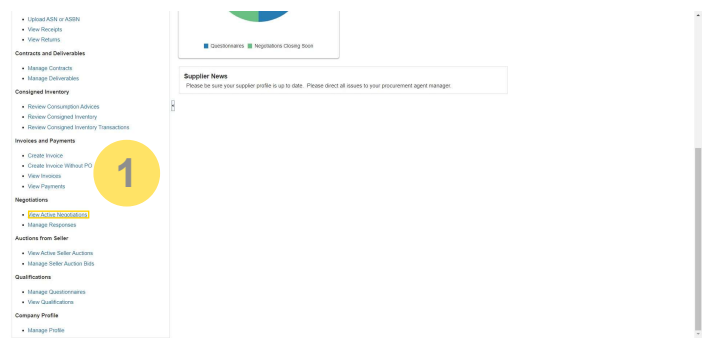 Upload ASN or ASBN
View Receipts
View Returns
Contracts and Deliverables
Manage Contracts
Manage Deliverables
Consigned Inventory
Review Consumption Advices
Review Consigned Inventory
Review Consigned Inventory Transactions
Invoices and Payments
Create Invoice
Create Invoice Without PO
View Invoices
View Payments
1
Negotiations
View Active Negotiations
Manage Responses
Auctions from Seller
View Active Seller Auctions
Manage Seller Auction Bids
Qualifications
Manage Questionnaires
View Qualifications
Company Profile
Manage Profile
Questionnaires Negotiations Closing Soon
Supplier News
Please be sure your supplier profile is up to date. Please direct all issues to your procurement agent manager.